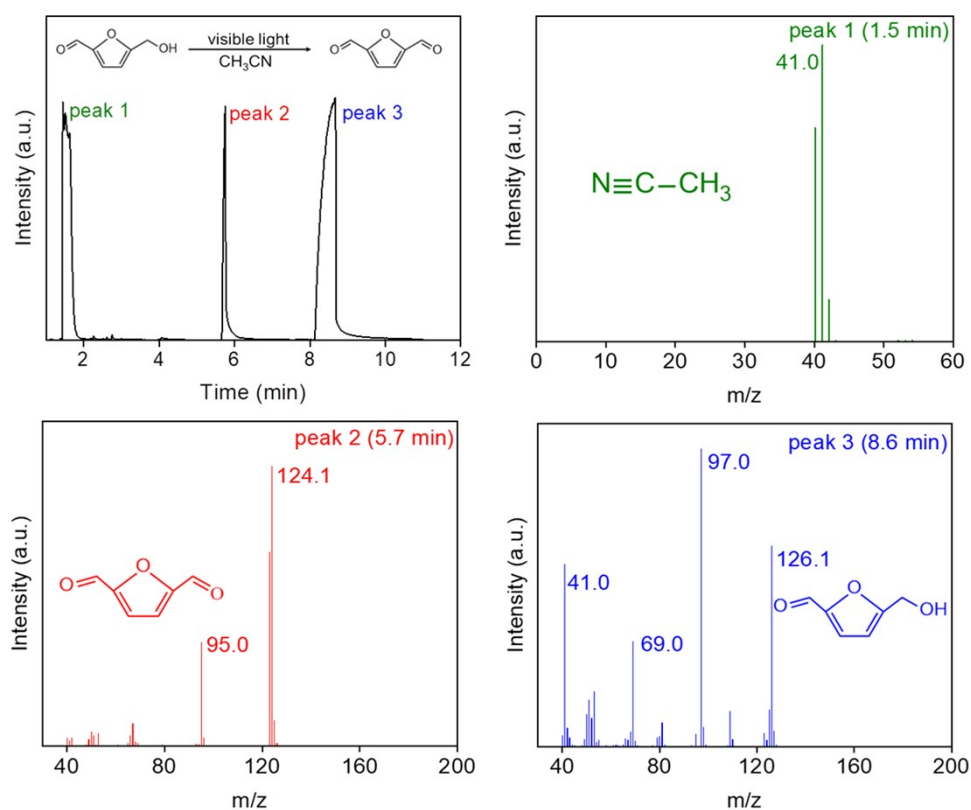 O
O
OH
visible light
CH₃CN
O
O
O
peak 1
peak 2
peak 3
Intensity (a.u.)
2
4
6
8
10
12
Time (min)
peak 1 (1.5 min)
41.0
N≡C−CH₃
Intensity (a.u.)
0
10
20
30
40
50
60
m/z
peak 2 (5.7 min)
124.1
O
O
O
95.0
Intensity (a.u.)
40
80
120
160
200
m/z
peak 3 (8.6 min)
97.0
126.1
41.0
O
O
OH
69.0
Intensity (a.u.)
40
80
120
160
200
m/z